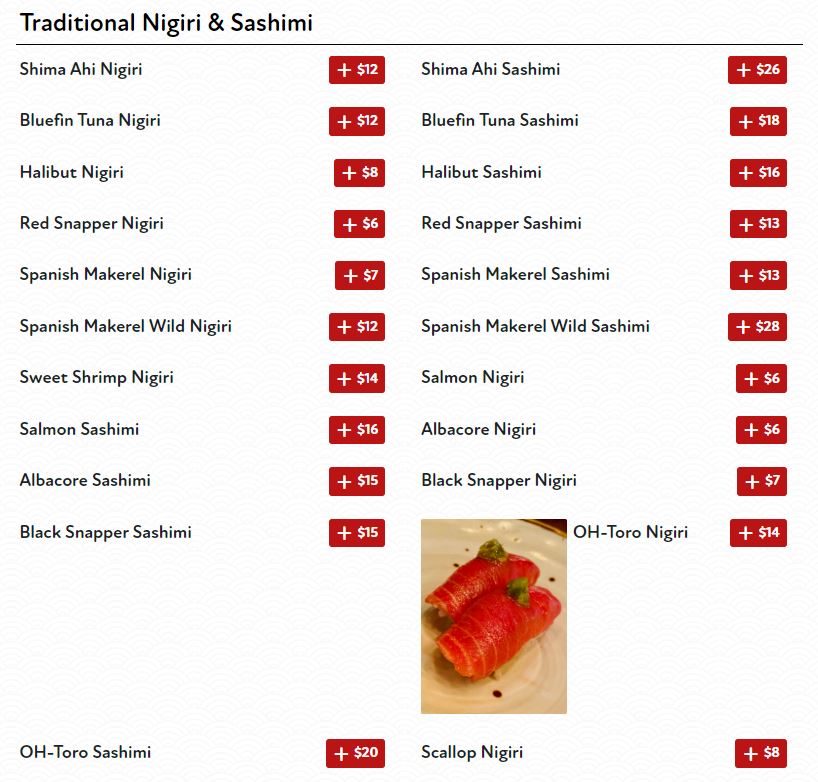 Traditional Nigiri & Sashimi
Shima Ahi Nigiri + $12 Shima Ahi Sashimi + $26
Bluefin Tuna Nigiri + $12 Bluefin Tuna Sashimi + $18
Halibut Nigiri + $8 Halibut Sashimi + $16
Red Snapper Nigiri + $6 Red Snapper Sashimi + $13
Spanish Makerel Nigiri + $7 Spanish Makerel Sashimi + $13
Spanish Makerel Wild Nigiri + $12 Spanish Makerel Wild Sashimi + $28
Sweet Shrimp Nigiri + $14 Salmon Nigiri + $6
Salmon Sashimi + $16 Albacore Nigiri + $6
Albacore Sashimi + $15 Black Snapper Nigiri + $7
Black Snapper Sashimi + $15 OH-Toro Nigiri + $14
OH-Toro Sashimi + $20 Scallop Nigiri + $8